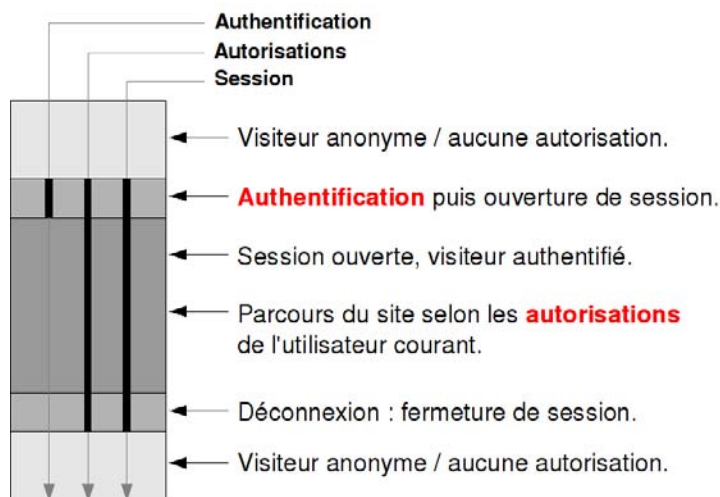 Authentification
Autorisations
Session
Visiteur anonyme / aucune autorisation.
Authentification puis ouverture de session.
Session ouverte, visiteur authentifié.
Parcours du site selon les autorisations
de l'utilisateur courant.
Déconnexion : fermeture de session.
Visiteur anonyme / aucune autorisation.